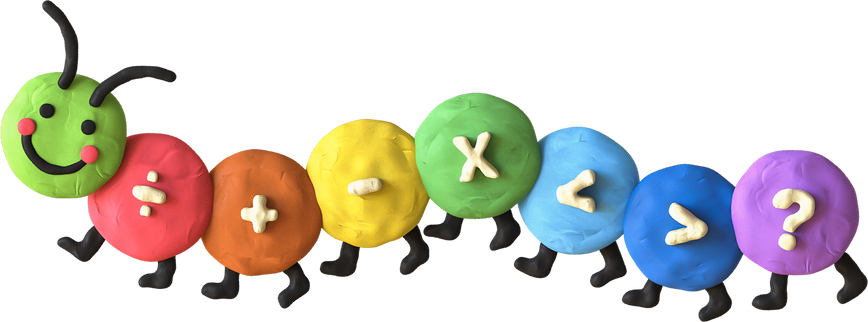 ÷ + - x < > ?